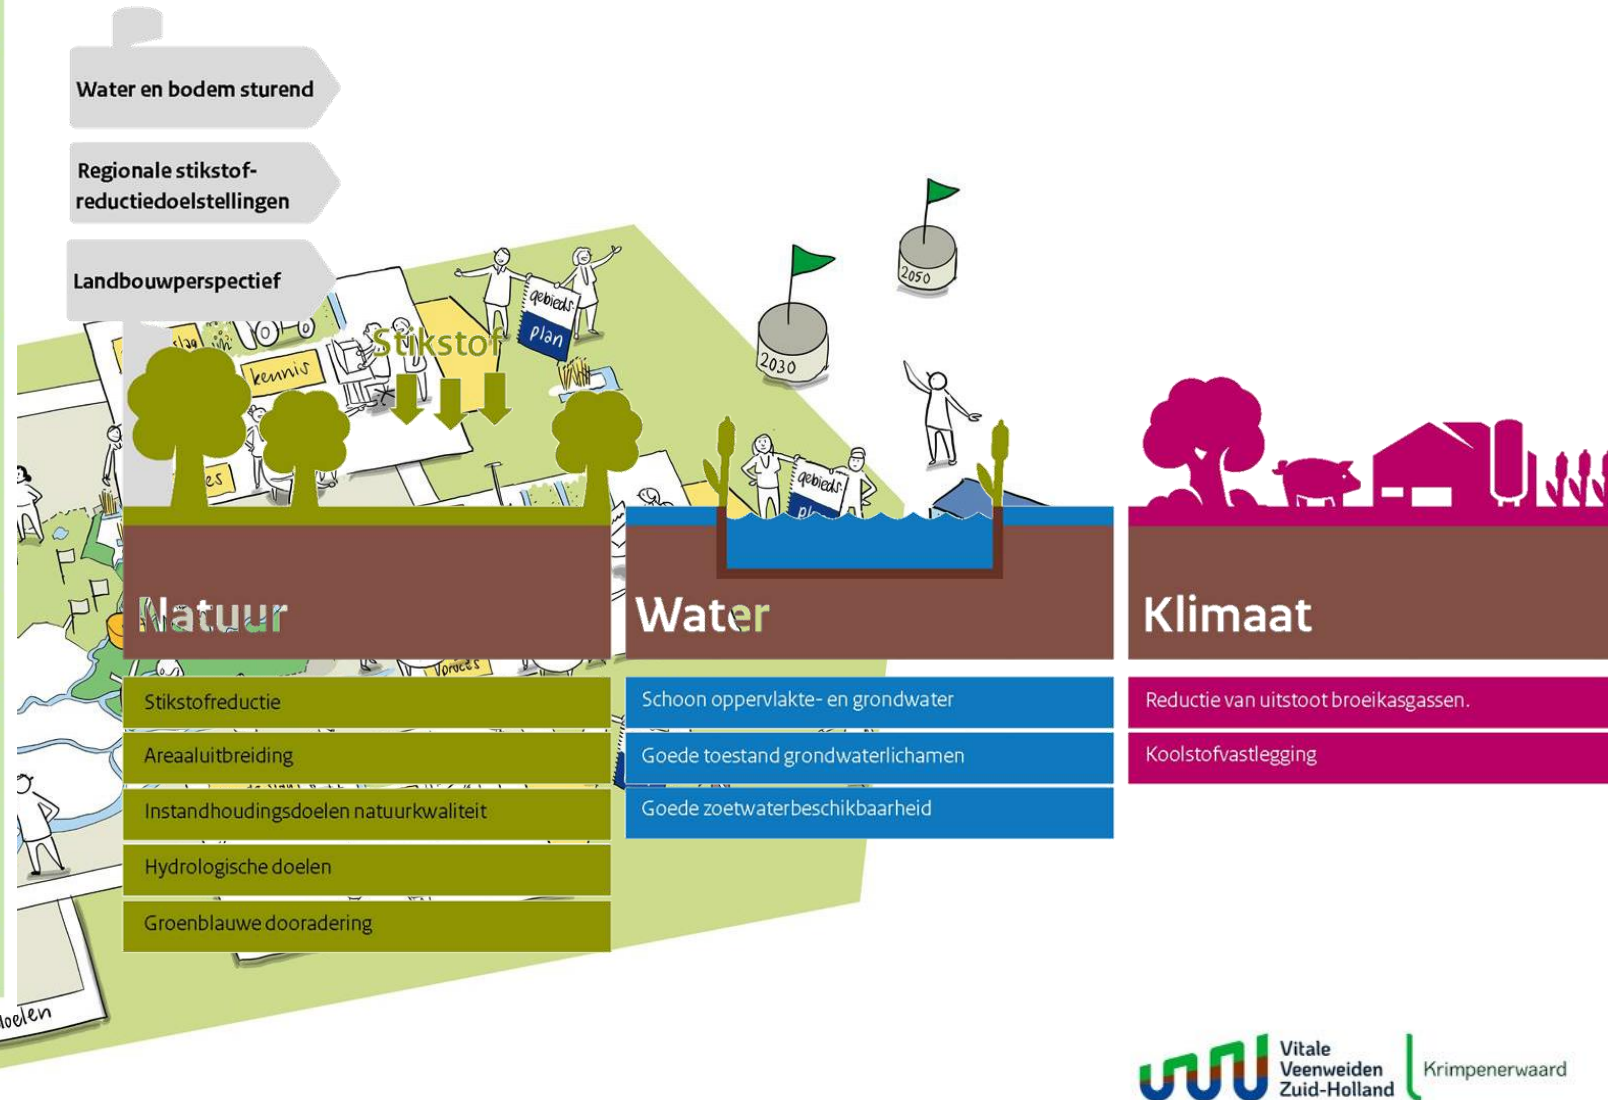 Water en bodem sturend
Regionale stikstof-
reductiedoelstellingen
Landbouwperspectief
Stikstof
kennis
gebieds-
plan
2030
2050
gebieds-
Natuur
Water
Klimaat
proces
Stikstofreductie
Areaaluitbreiding
Instandhoudingsdoelen natuurkwaliteit
Hydrologische doelen
Groenblauwe dooradering
Schoon oppervlakte- en grondwater
Goede toestand grondwaterlichamen
Goede zoetwaterbeschikbaarheid
Reductie van uitstoot broeikasgassen.
Koolstofvastlegging
doelen
Vitale
Veenweiden
Zuid-Holland
Krimpenerwaard